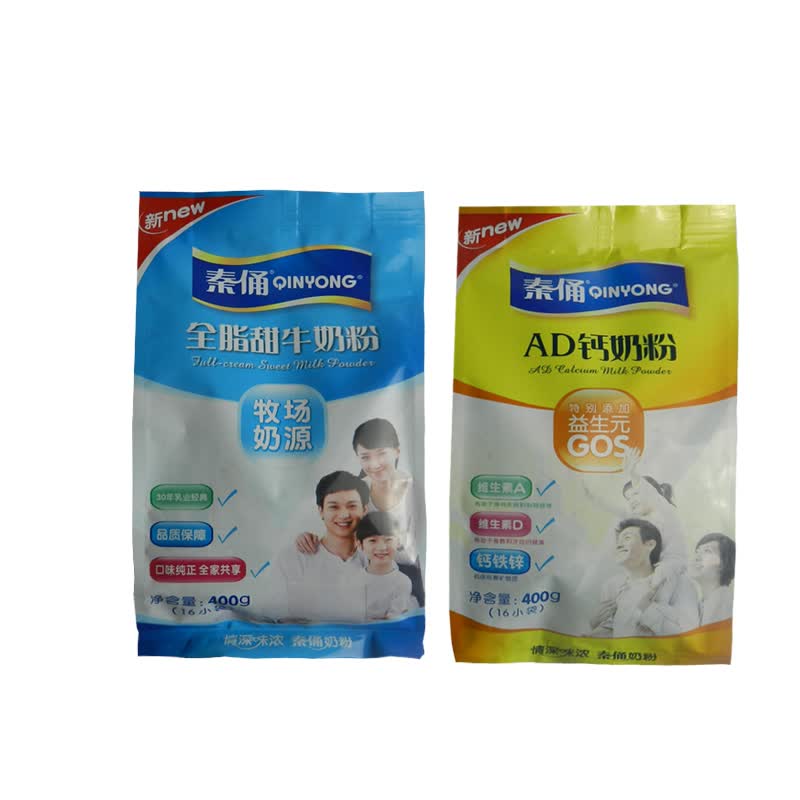 新new
秦俑®QINYONG®
全脂甜牛奶粉
Full-cream Sweet Milk Powder
牧场
奶源
30年乳业经典
品质保障
口味纯正 全家共享
净含量:400g
(16小袋)
情深味浓 秦俑奶粉
新new
秦俑®QINYONG®
AD钙奶粉
AD Calcium Milk Powder
特别添加
益生元
GOS
维生素A
维生素D
钙铁锌
净含量:400g
(16小袋)
情深味浓 秦俑奶粉